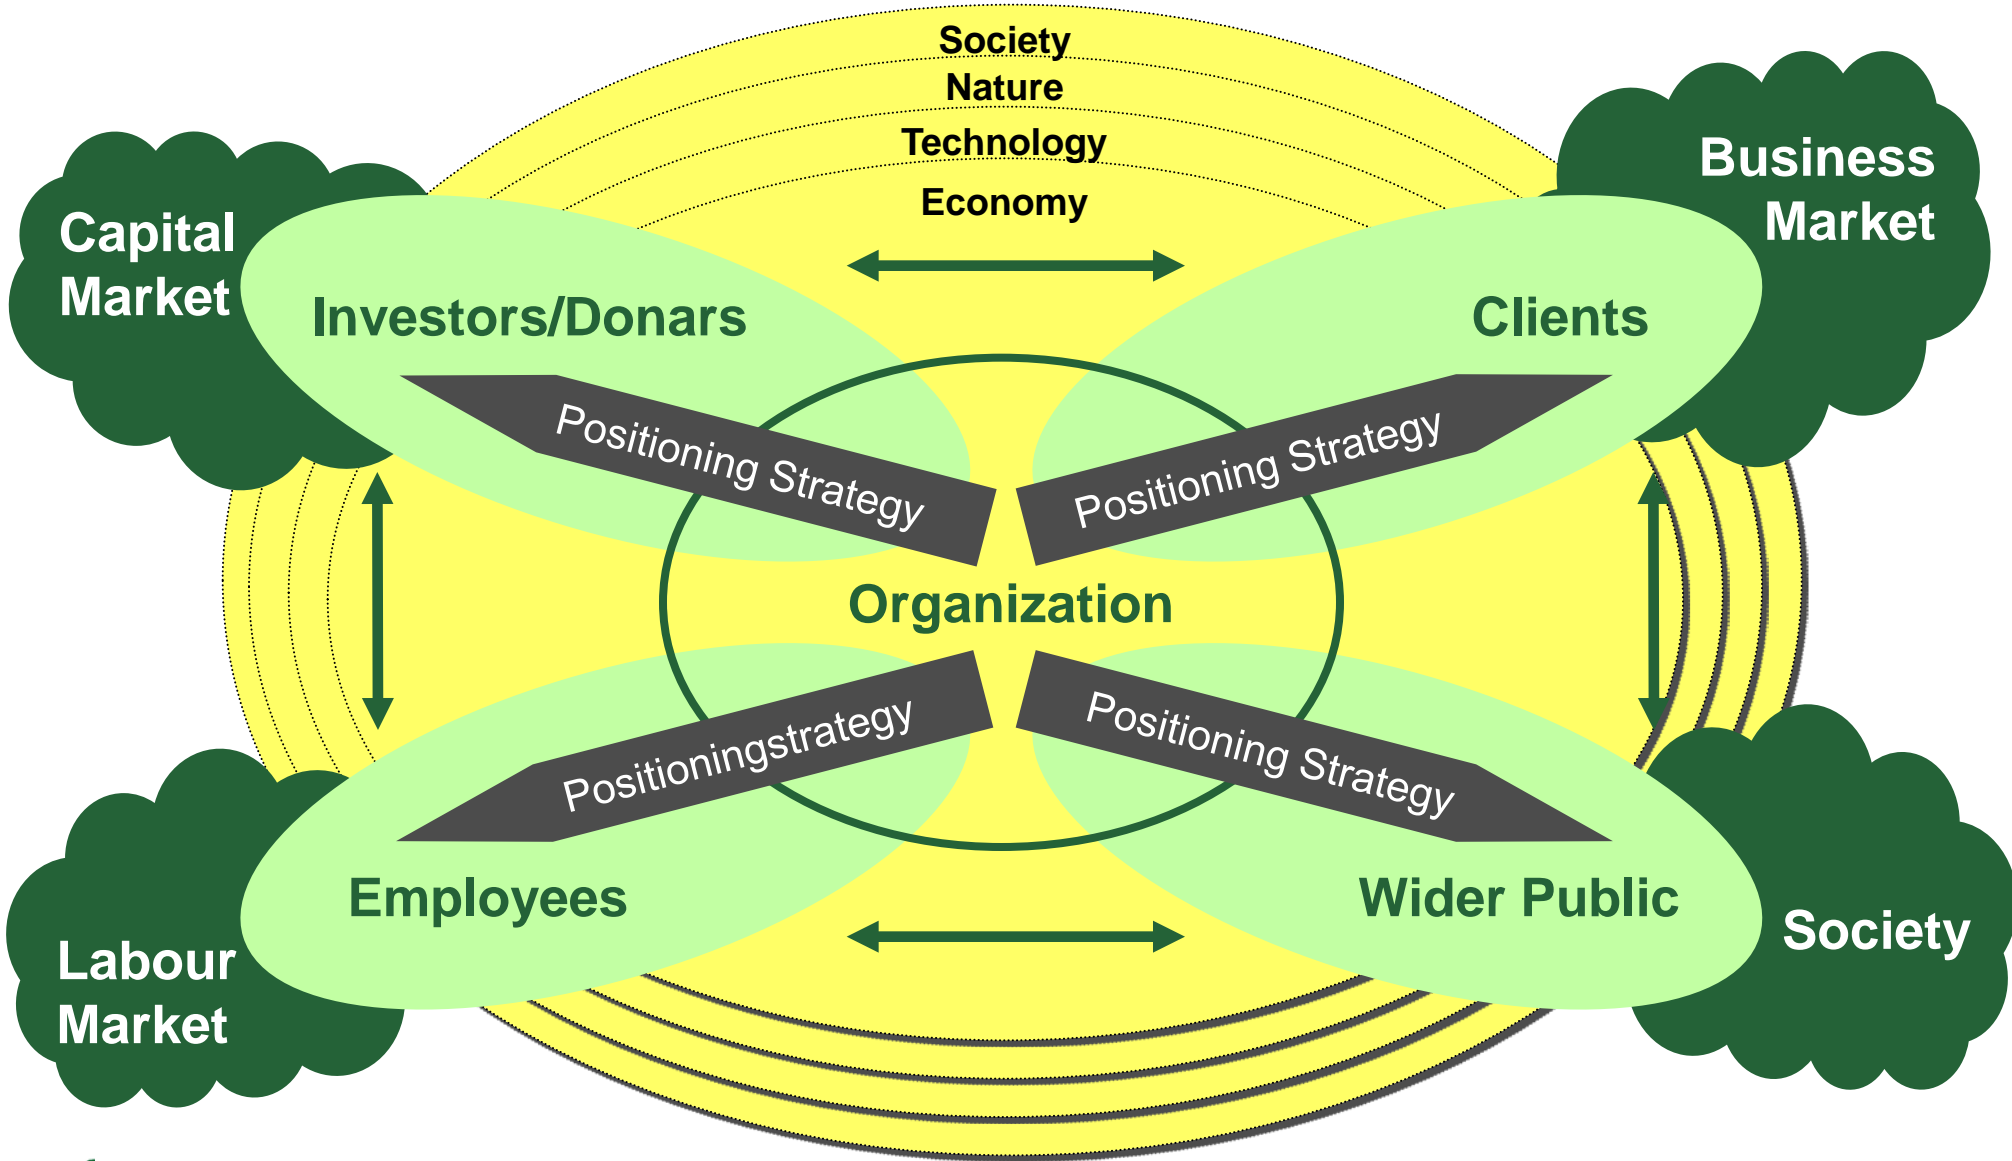 Society
Nature
Technology
Economy
Capital
Market
Business
Market
Investors/Donars
Clients
Positioning Strategy
Positioning Strategy
Organization
Positioningstrategy
Positioning Strategy
Employees
Wider Public
Labour
Market
Society